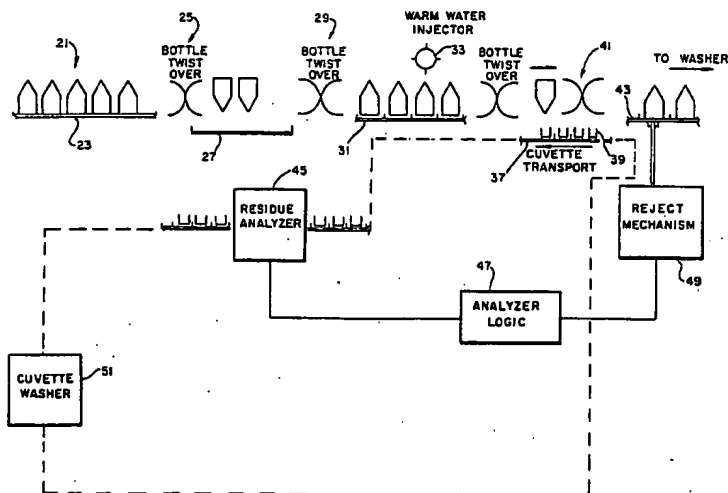 21
25
BOTTLE
TWIST
OVER
29
BOTTLE
TWIST
OVER
WARM WATER
INJECTOR
33
BOTTLE
TWIST
OVER
41
TO WASHER
43
23
27
31
37
39
CUVETTE
TRANSPORT
45
RESIDUE
ANALYZER
REJECT
MECHANISM
49
47
ANALYZER
LOGIC
CUVETTE
WASHER
51